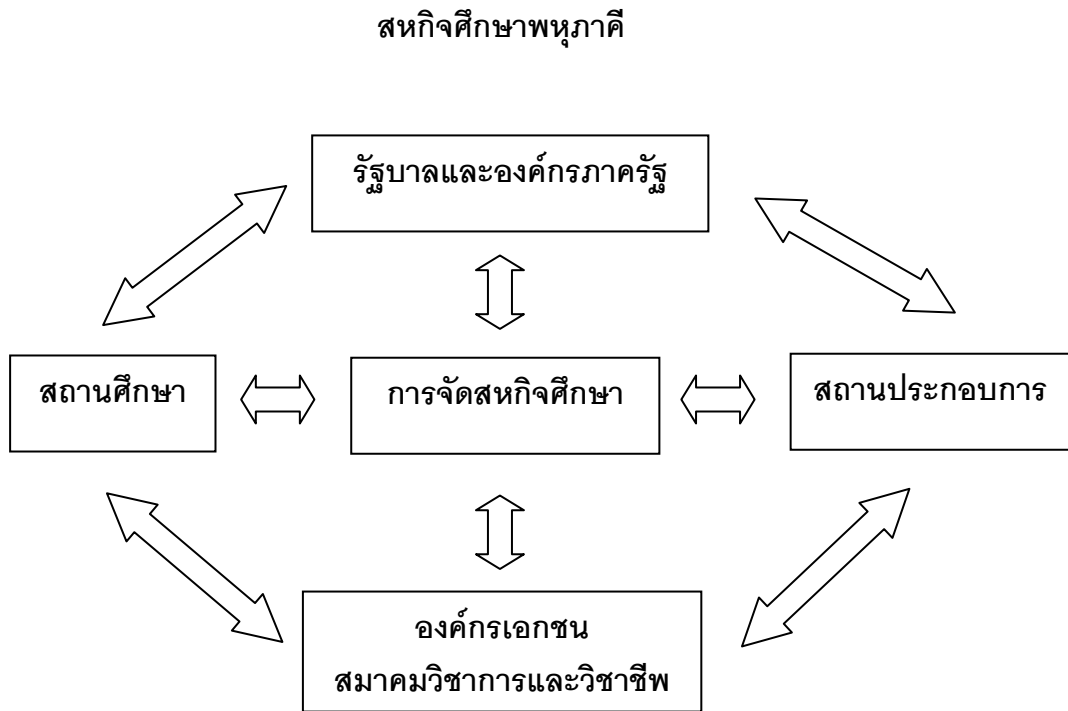 สหกิจศึกษาพหุภาคี
รัฐบาลและองค์กรภาครัฐ
สถานศึกษา
การจัดสหกิจศึกษา
สถานประกอบการ
องค์กรเอกชน
สมาคมวิชาการและวิชาชีพ